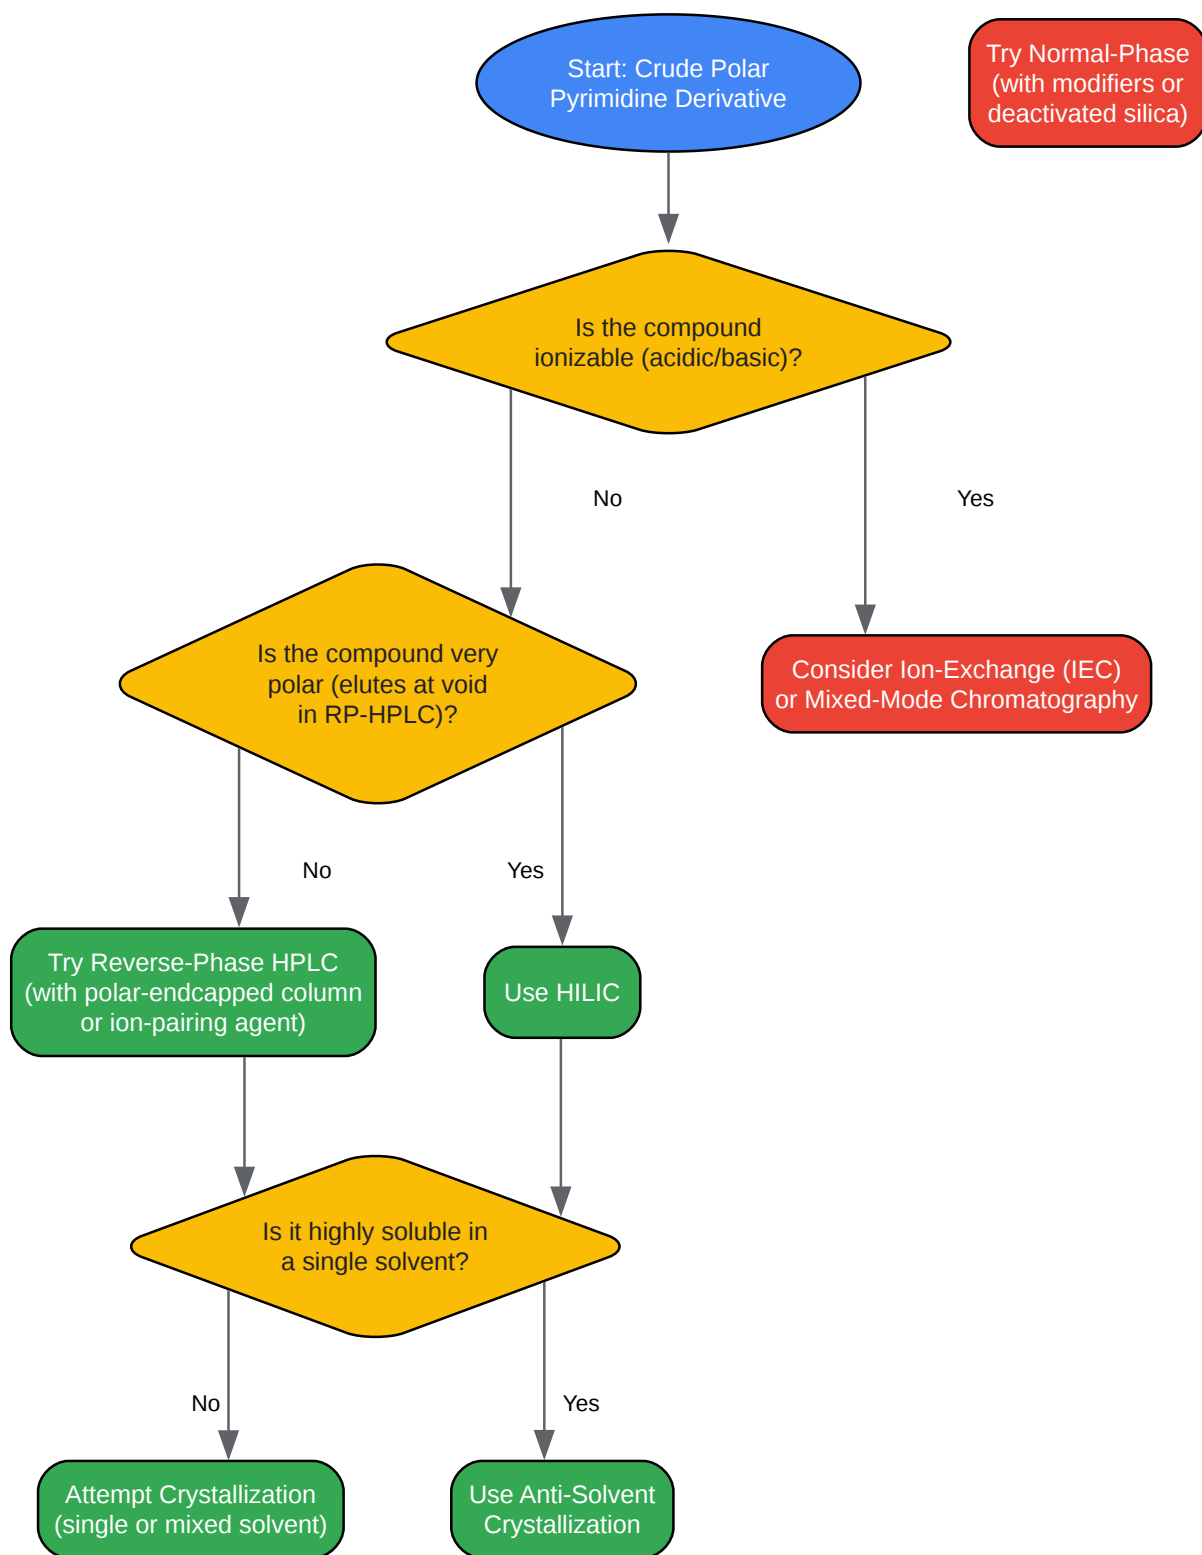 Start: Crude Polar
Pyrimidine Derivative
Try Normal-Phase
(with modifiers or
deactivated silica)
Is the compound
ionizable (acidic/basic)?
No
Yes
Is the compound very
polar (elutes at void
in RP-HPLC)?
Consider Ion-Exchange (IEC)
or Mixed-Mode Chromatography
No
Yes
Try Reverse-Phase HPLC
(with polar-endcapped column
or ion-pairing agent)
Use HILIC
Is it highly soluble in
a single solvent?
No
Yes
Attempt Crystallization
(single or mixed solvent)
Use Anti-Solvent
Crystallization